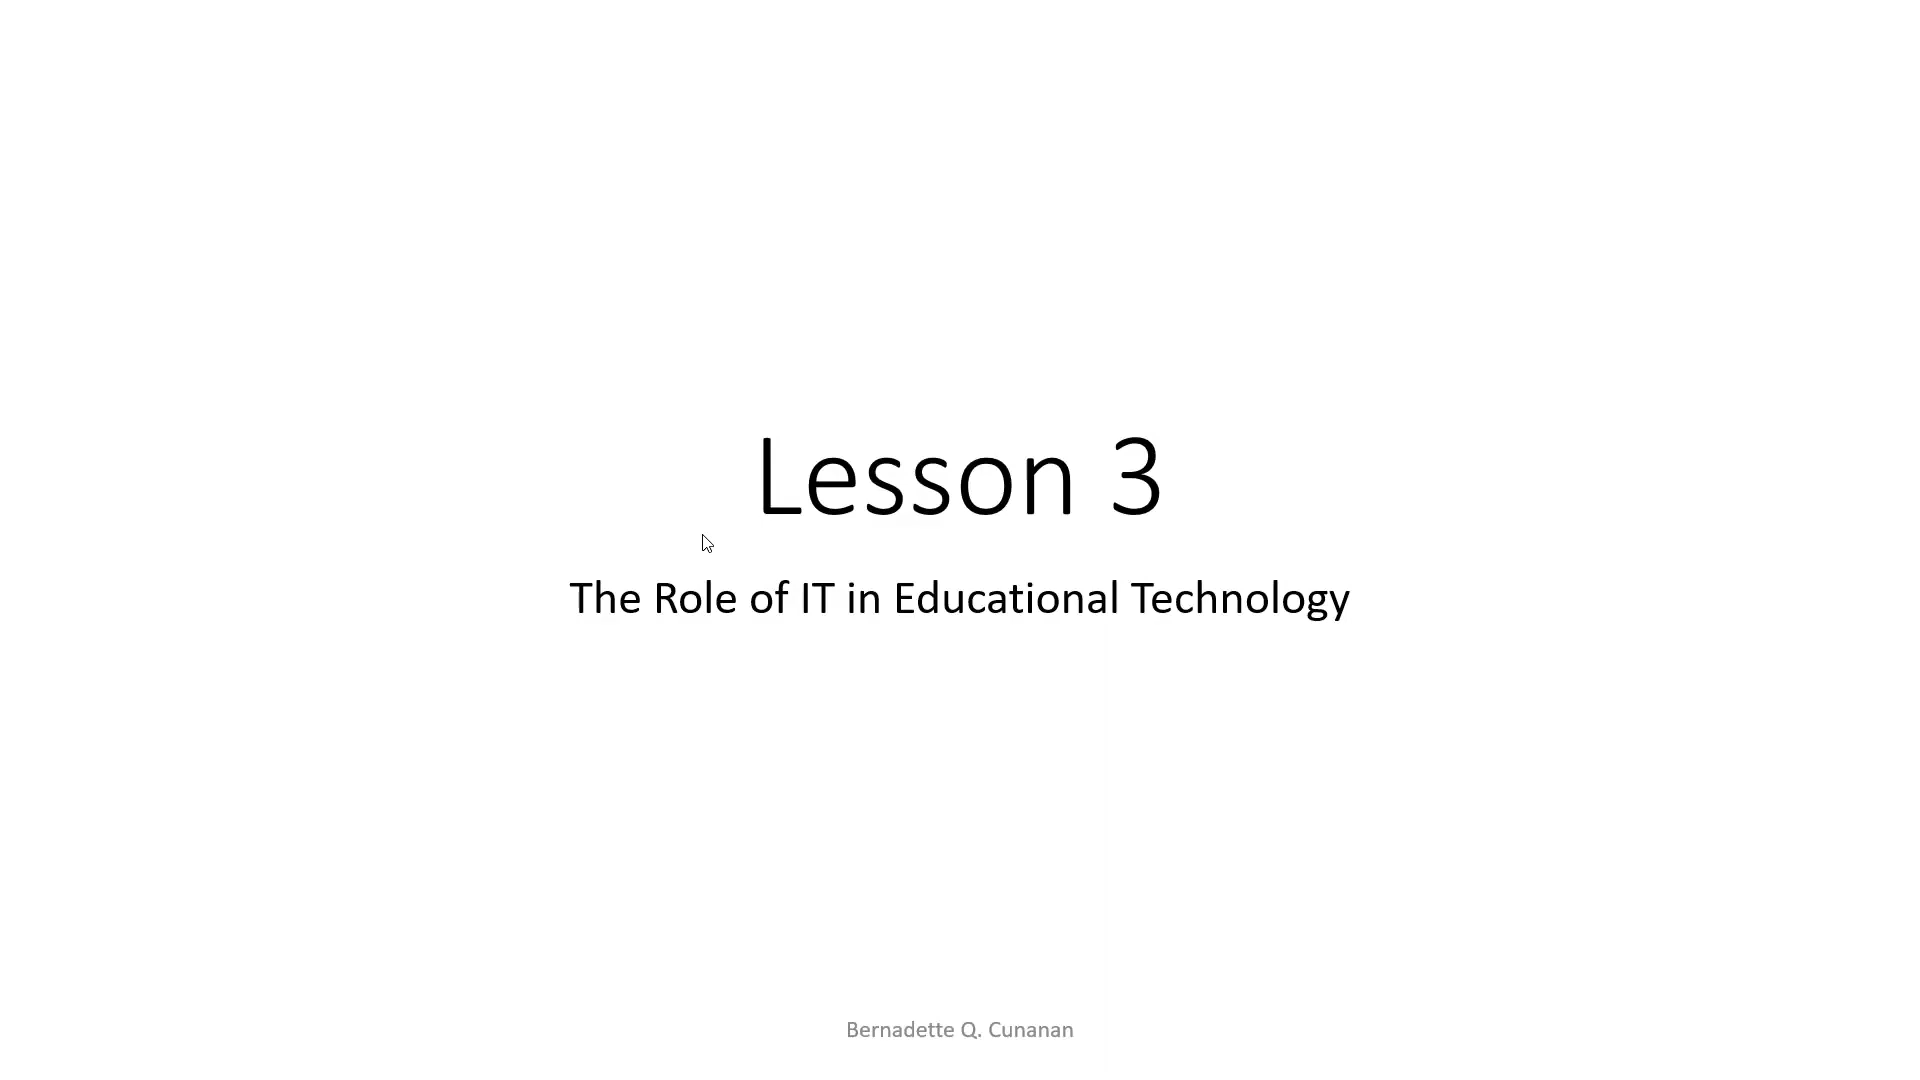 Lesson 3
The Role of IT in Educational Technology
Bernadette Q. Cunanan